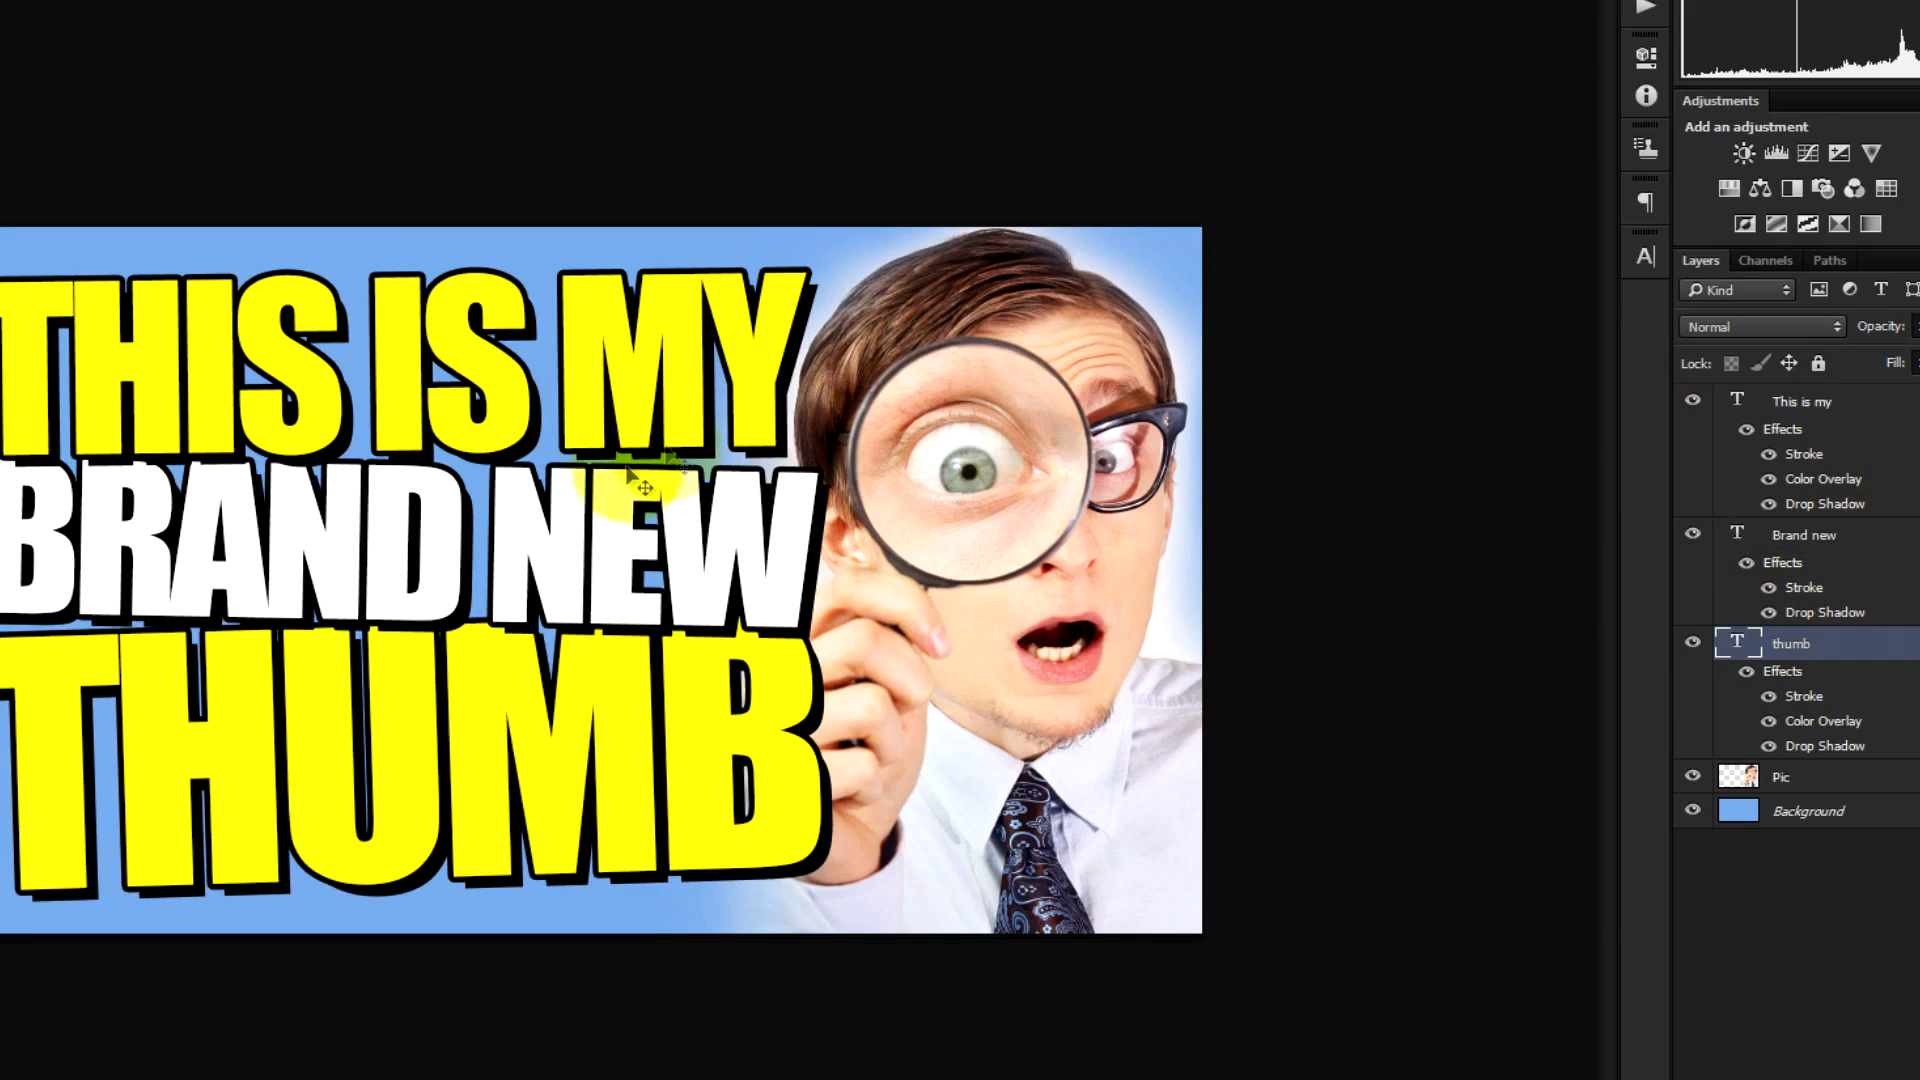 THIS IS MY
BRAND NEW
THUMB
Adjustments
Add an adjustment
Layers Channels Paths
Kind
Normal Opacity:
Lock: Fill:
This is my
Effects
Stroke
Color Overlay
Drop Shadow
Brand new
Effects
Stroke
Drop Shadow
thumb
Effects
Stroke
Color Overlay
Drop Shadow
Pic
Background